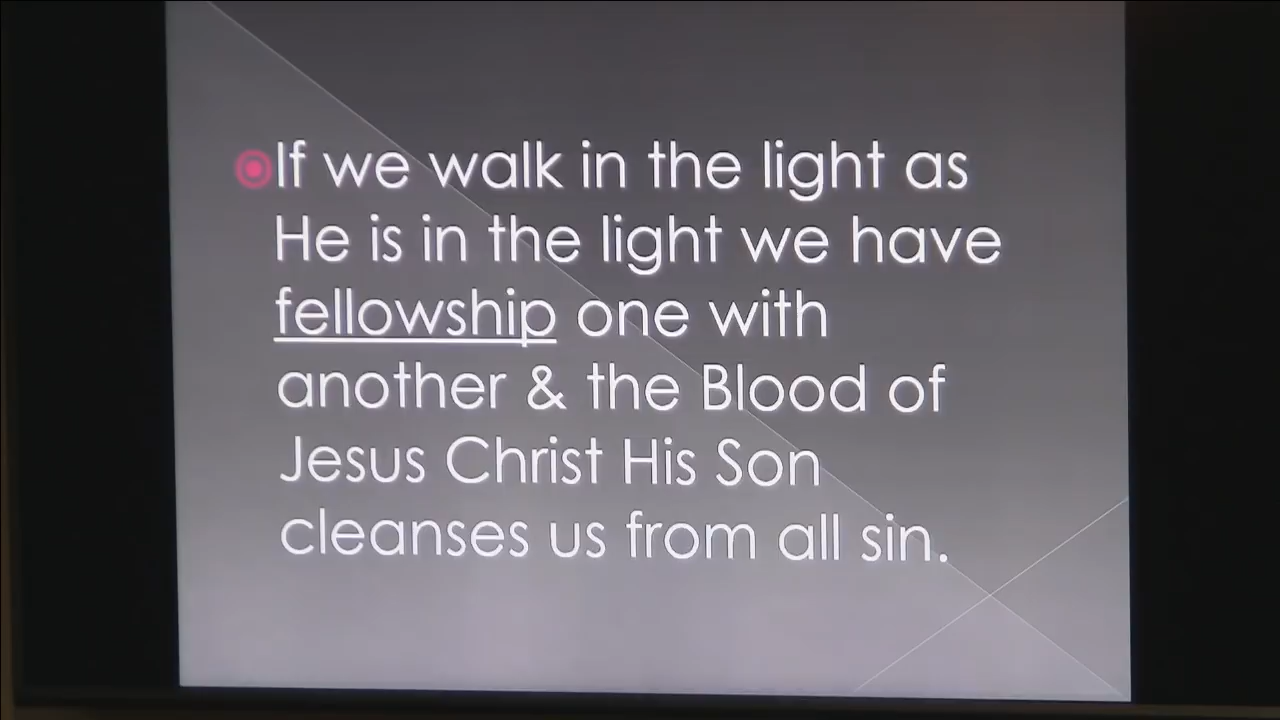 If we walk in the light as
He is in the light we have
fellowship one with
another & the Blood of
Jesus Christ His Son
cleanses us from all sin.